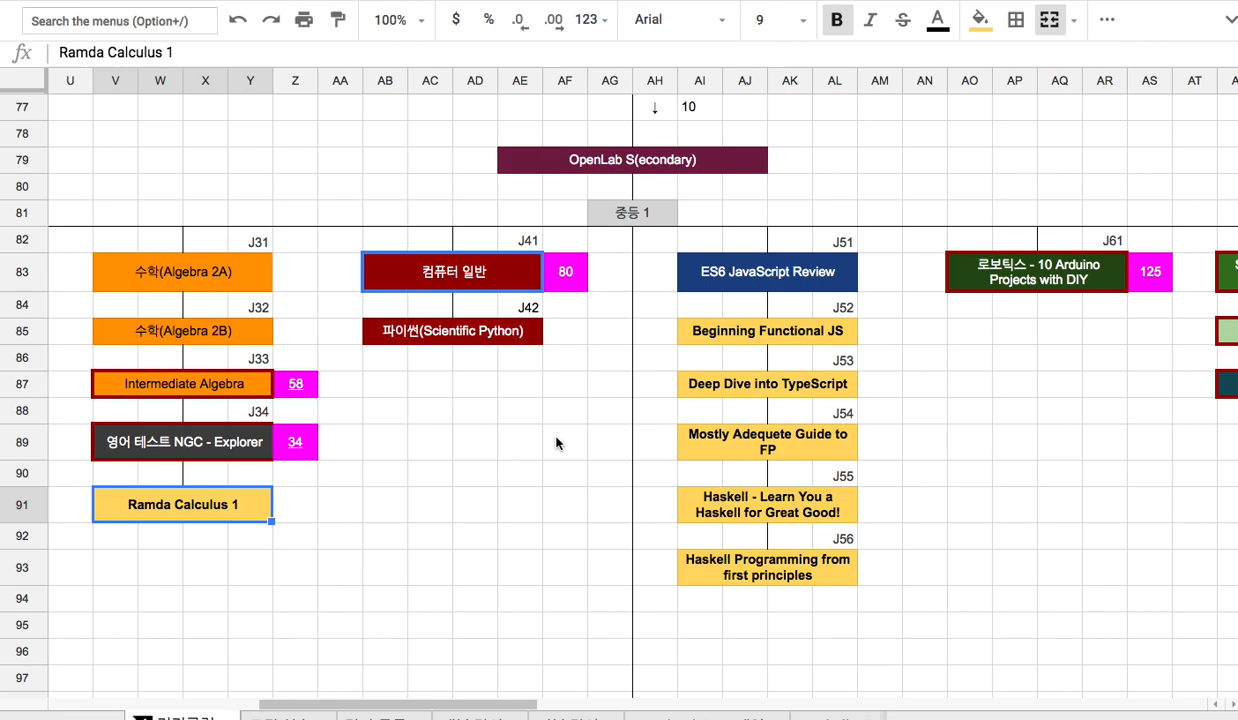 Search the menus (Option+/)
100%
$
%
.0
.00
123
Arial
9
B
I
S
A
fx
Ramda Calculus 1
U V W X Y Z AA AB AC AD AE AF AG AH AI AJ AK AL AM AN AO AP AQ AR AS AT
77
↓ 10
78
79
OpenLab S(econdary)
80
81
중등 1
82
J31
J41
J51
J61
83
수학(Algebra 2A)
컴퓨터 일반
80
ES6 JavaScript Review
로보틱스 - 10 Arduino
Projects with DIY
125
84
J32
J42
J52
85
수학(Algebra 2B)
파이썬(Scientific Python)
Beginning Functional JS
86
J33
J53
87
Intermediate Algebra
58
Deep Dive into TypeScript
88
J34
J54
89
영어 테스트 NGC - Explorer
34
Mostly Adequete Guide to
FP
90
J55
91
Ramda Calculus 1
Haskell - Learn You a
Haskell for Great Good!
92
J56
93
Haskell Programming from
first principles
94
95
96
97